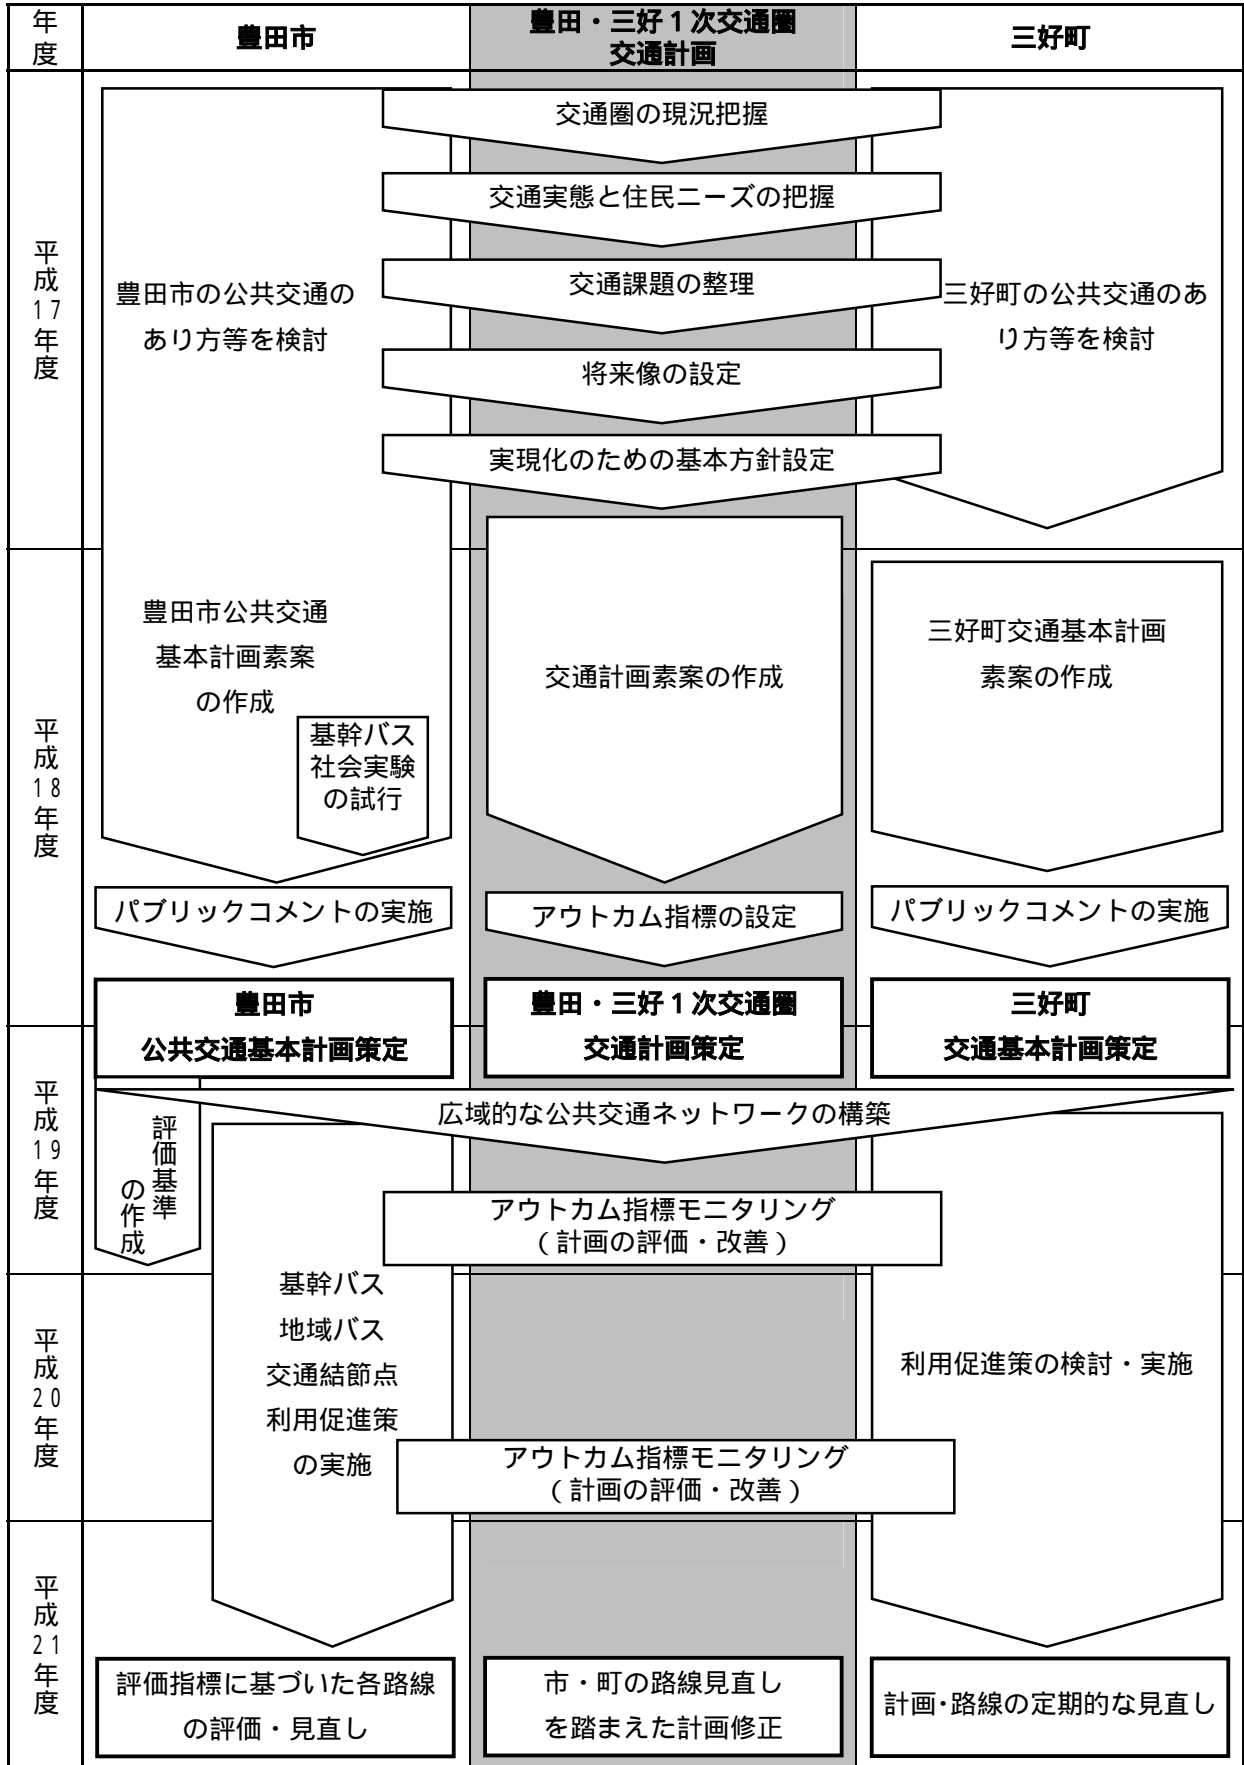 年
度
豊田市
豊田・三好１次交通圏
交通計画
三好町
平成17年度
交通圏の現況把握
交通実態と住民ニーズの把握
交通課題の整理
将来像の設定
実現化のための基本方針設定
豊田市の公共交通の
あり方等を検討
三好町の公共交通のあ
り方等を検討
平成18年度
豊田市公共交通
基本計画素案
の作成
基幹バス
社会実験
の試行
交通計画素案の作成
三好町交通基本計画
素案の作成
パブリックコメントの実施
アウトカム指標の設定
パブリックコメントの実施
豊田市
公共交通基本計画策定
豊田・三好１次交通圏
交通計画策定
三好町
交通基本計画策定
平成19年度
広域的な公共交通ネットワークの構築
評価基準
の作成
アウトカム指標モニタリング
（計画の評価・改善）
平成20年度
基幹バス
地域バス
交通結節点
利用促進策
の実施
利用促進策の検討・実施
アウトカム指標モニタリング
（計画の評価・改善）
平成21年度
評価指標に基づいた各路線
の評価・見直し
市・町の路線見直し
を踏まえた計画修正
計画・路線の定期的な見直し